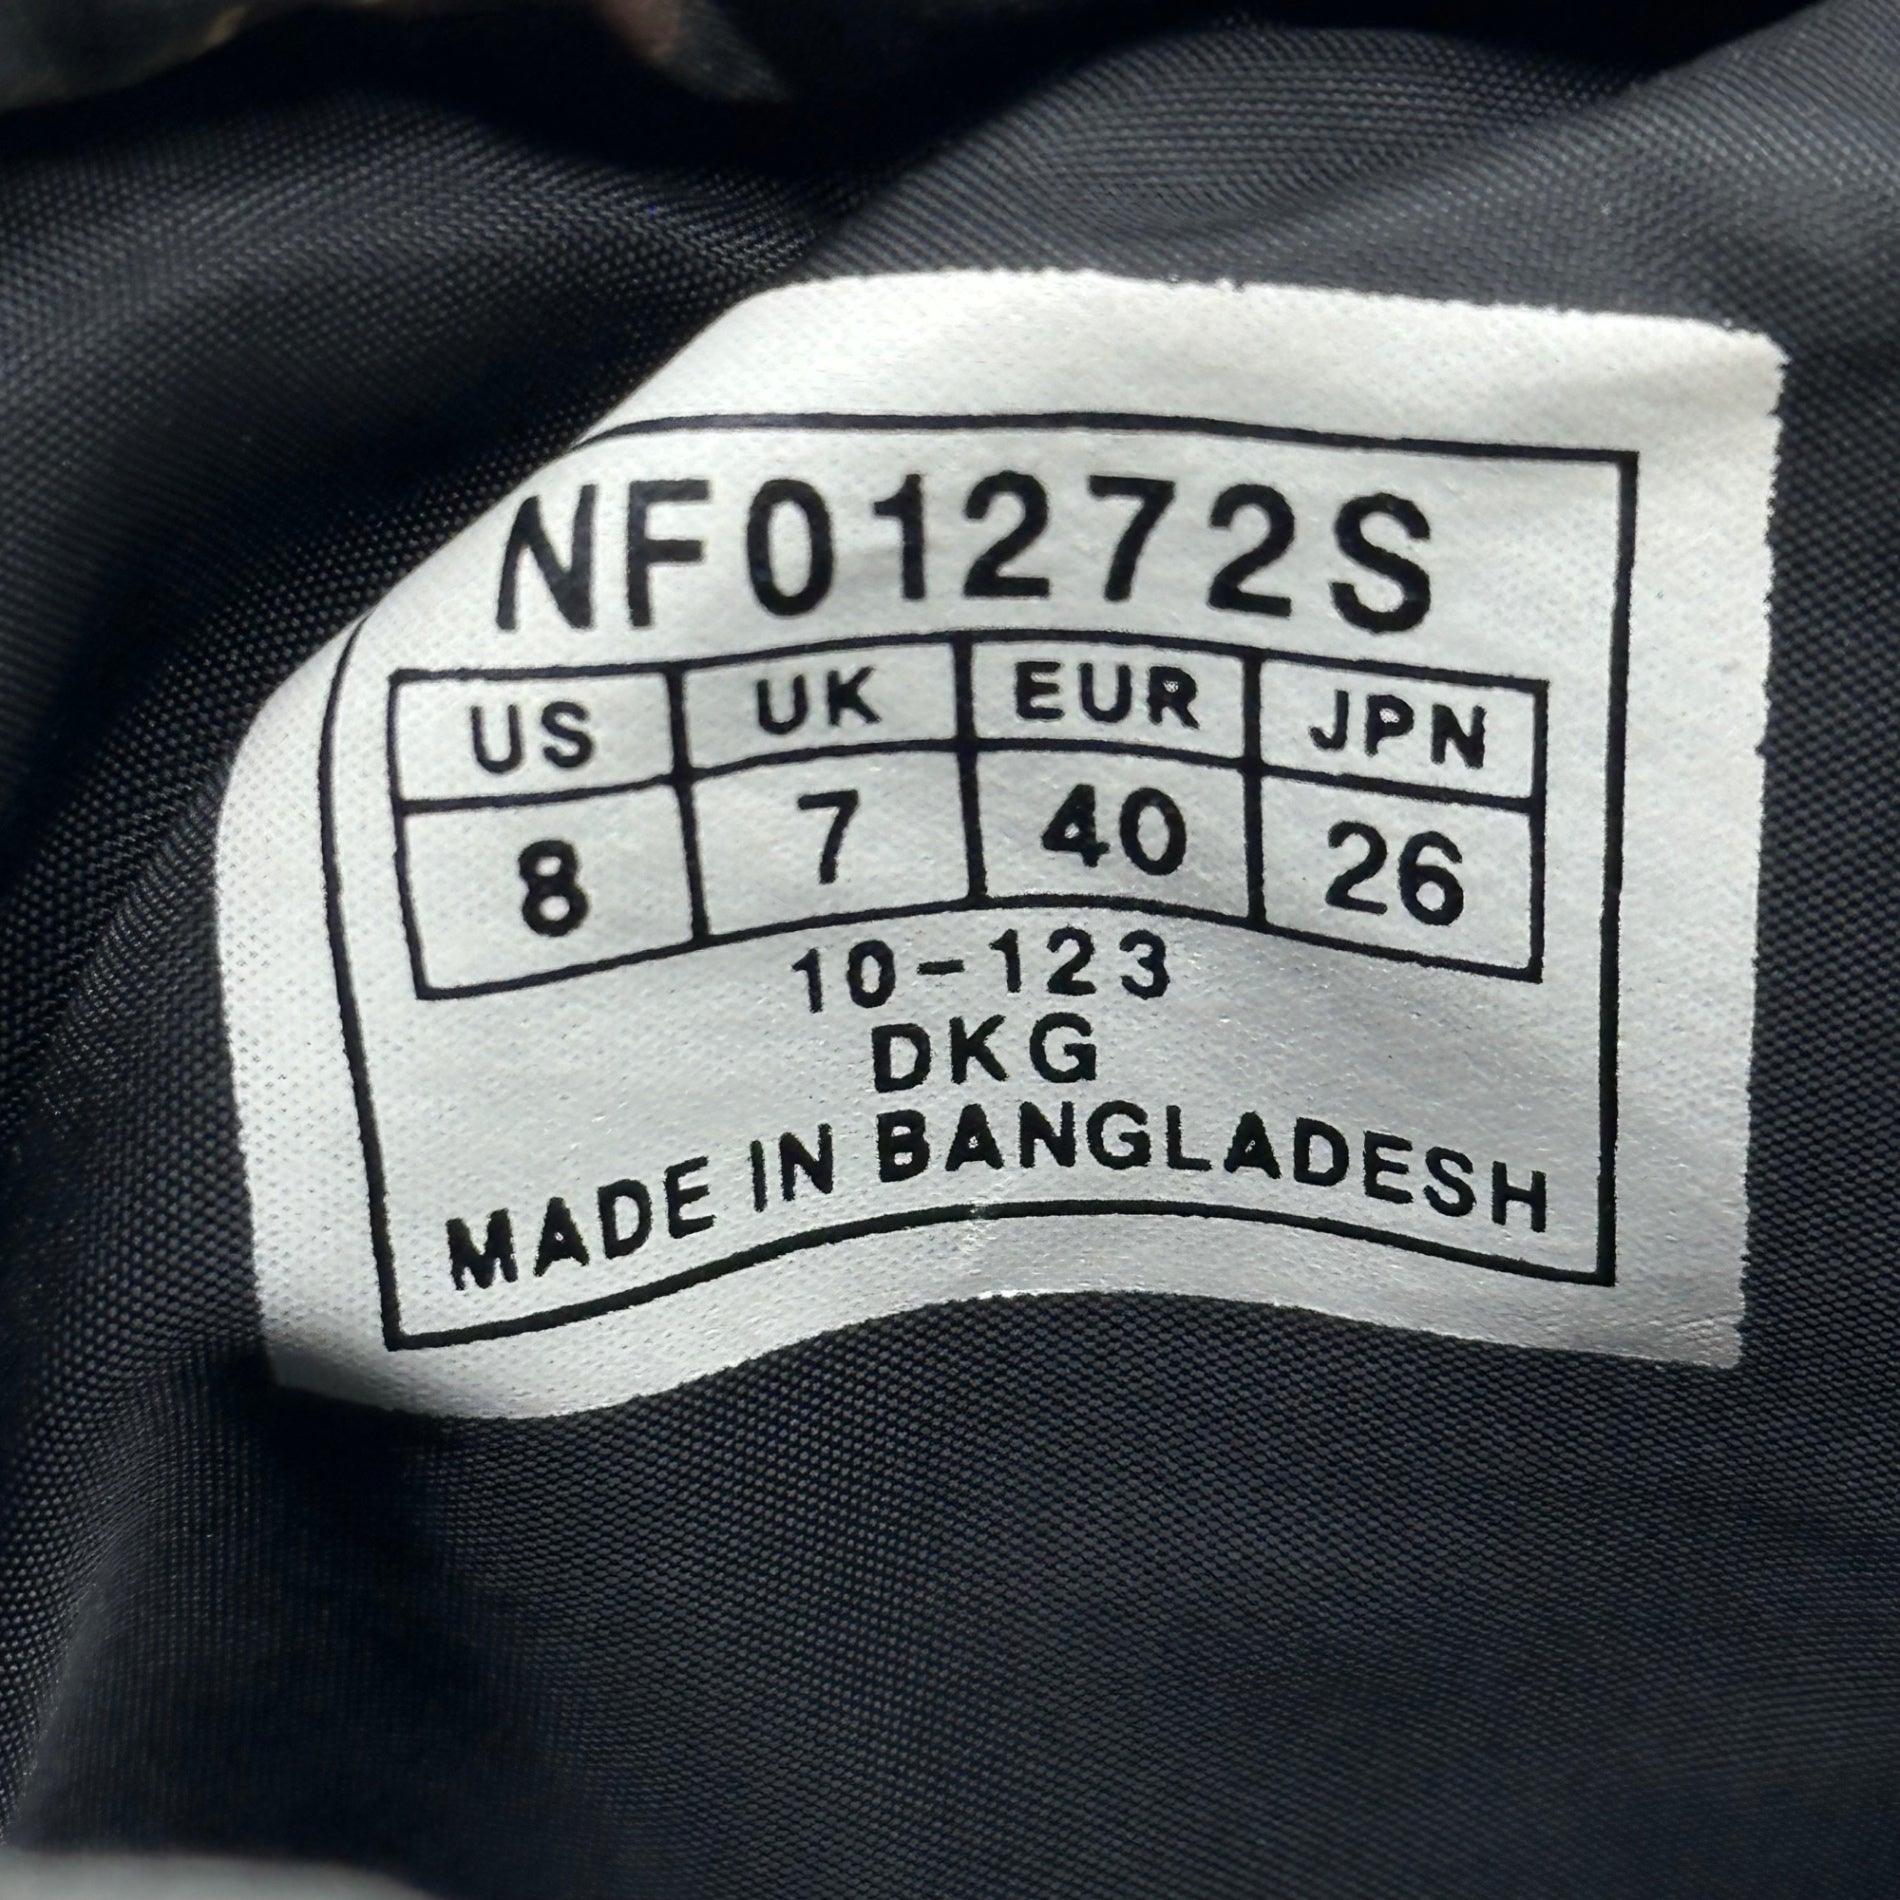 NF01272S
US UK EUR JPN
8 7 40 26
10-123
DKG
MADE IN BANGLADESH